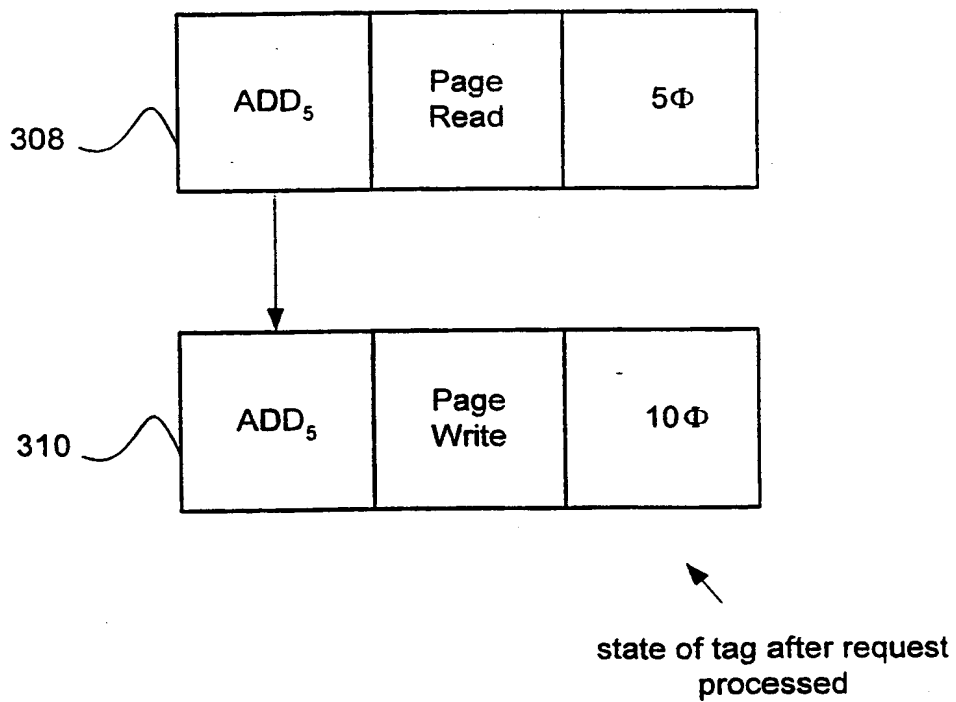 308
ADD₅
Page
Read
5Φ
310
ADD₅
Page
Write
10Φ
state of tag after request
processed